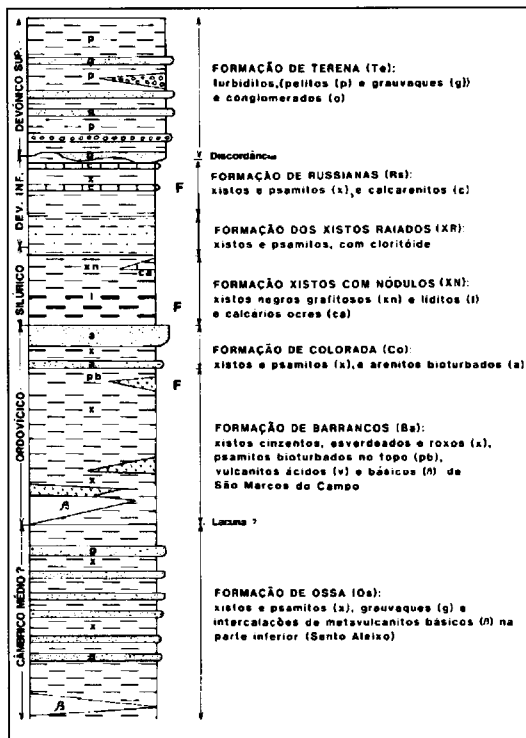 DEVÓNICO SUP.
DEV. INF.
SILURICO
ORDOVÍCICO
CÂMBRICO MÉDIO ?
p
g
p
g
p
x
c
F
xn
ca
l
F
a
x
a
pb
F
x
x
β
g
x
x
g
β
FORMAÇÃO DE TERENA (Te):
turbiditos,(pelitos (p) e grauvaques (g))
e conglomerados (o)
Discordância
FORMAÇÃO DE RUSSIANAS (Rs):
xistos e psamitos (x), e calcarenitos (c)
FORMAÇÃO DOS XISTOS RAIADOS (XR):
xistos e psamitos, com cloritóide
FORMAÇÃO XISTOS COM NÓDULOS (XN):
xistos negros grafitosos (xn) e liditos (l)
e calcários ocres (ca)
FORMAÇÃO DE COLORADA (Co):
xistos e psamitos (x), e arenitos bioturbados (a)
FORMAÇÃO DE BARRANCOS (Ba):
xistos cinzentos, esverdeados e roxos (x),
psamitos bioturbados no topo (pb),
vulcanitos ácidos (v) e básicos (β) de
São Marcos do Campo
Lacuna ?
FORMAÇÃO DE OSSA (Os):
xistos e psamitos (x), grauvaques (g) e
intercalações de metavulcanitos básicos (β) na
parte inferior (Santo Aleixo)